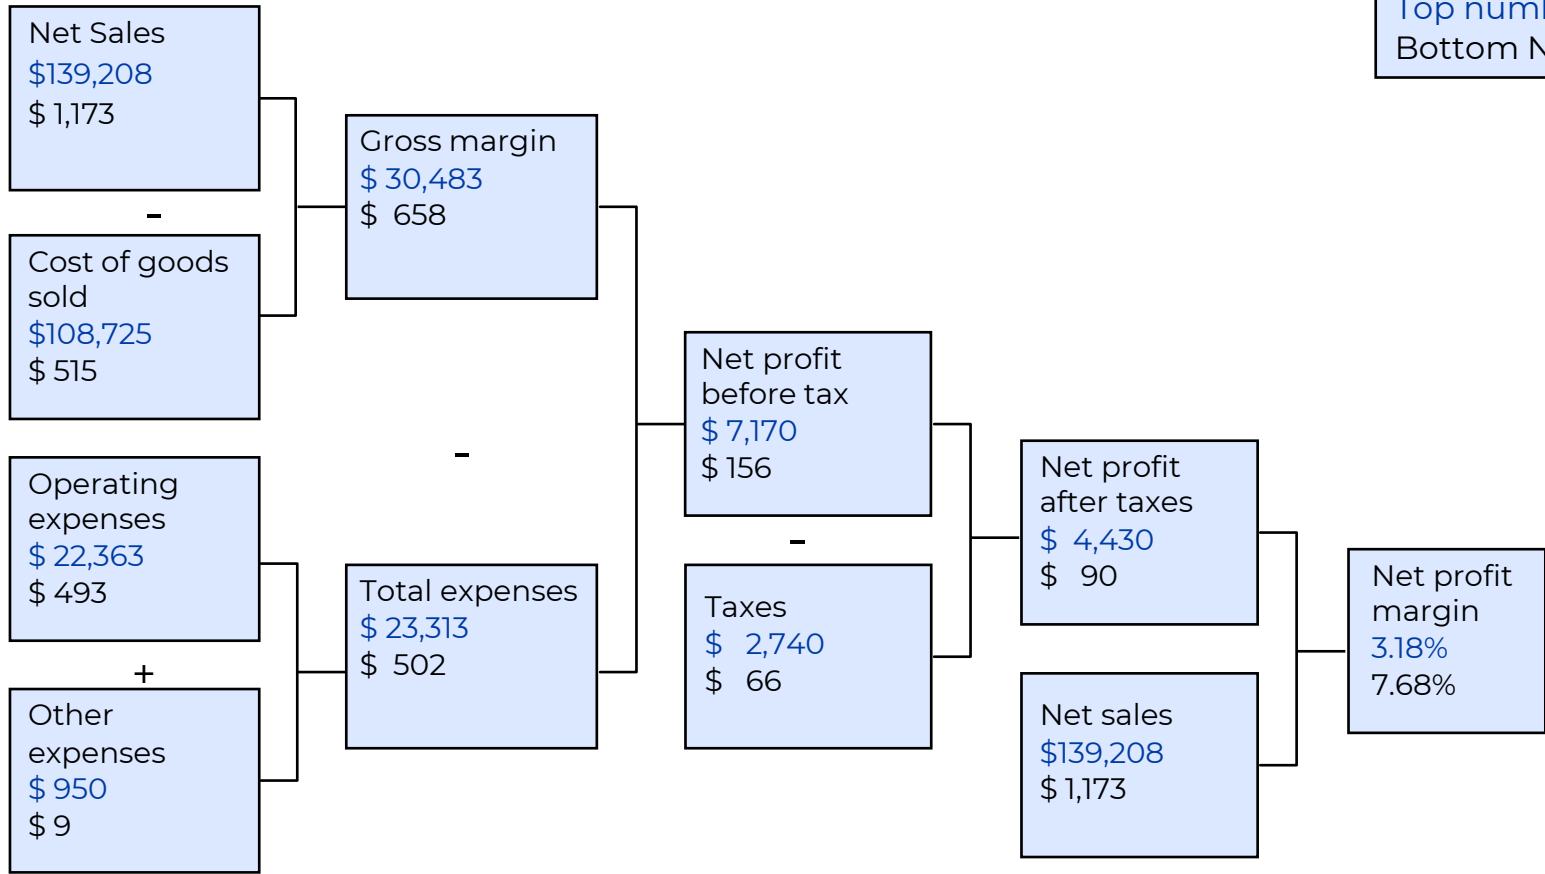 Net Sales
$139,208
$ 1,173
-
Cost of goods
sold
$108,725
$ 515
Operating
expenses
$ 22,363
$ 493
+
Other
expenses
$ 950
$ 9
Gross margin
$ 30,483
$ 658
-
Total expenses
$ 23,313
$ 502
Net profit
before tax
$ 7,170
$ 156
-
Taxes
$ 2,740
$ 66
Net profit
after taxes
$ 4,430
$ 90
Net sales
$139,208
$ 1,173
Net profit
margin
3.18%
7.68%
Top
Bottom